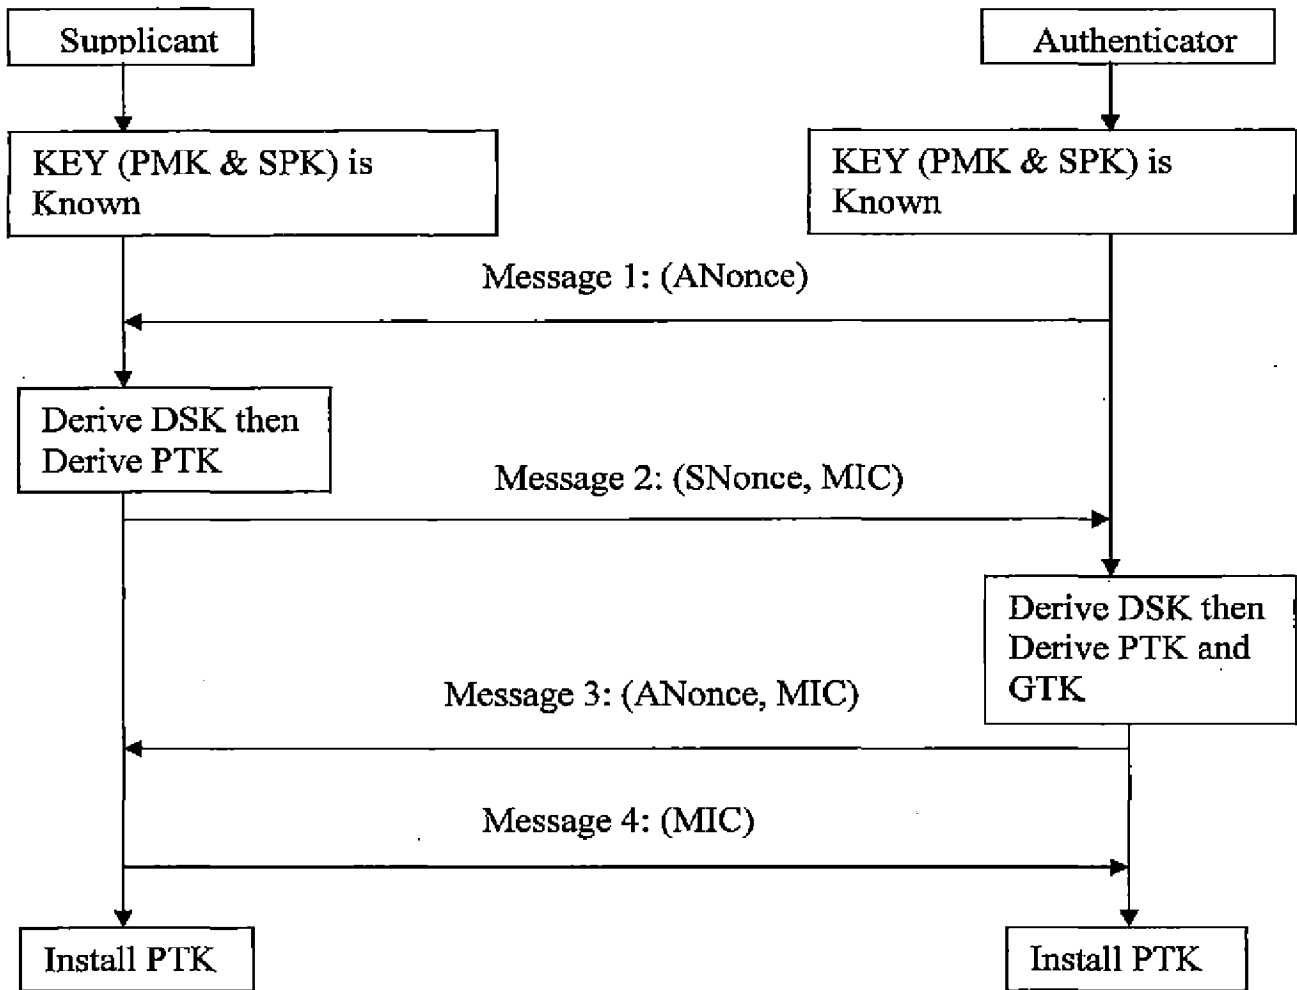 Supplicant
Authenticator
KEY (PMK & SPK) is
Known
KEY (PMK & SPK) is
Known
Message 1: (ANonce)
Derive DSK then
Derive PTK
Message 2: (SNonce, MIC)
Derive DSK then
Derive PTK and
GTK
Message 3: (ANonce, MIC)
Message 4: (MIC)
Install PTK
Install PTK